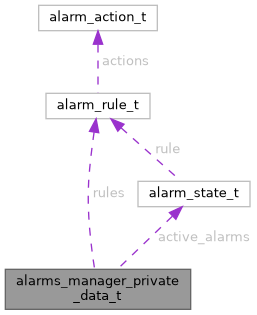 alarm_action_t
actions
alarm_rule_t
rule
rules
alarm_state_t
active_alarms
alarms_manager_private
_data_t